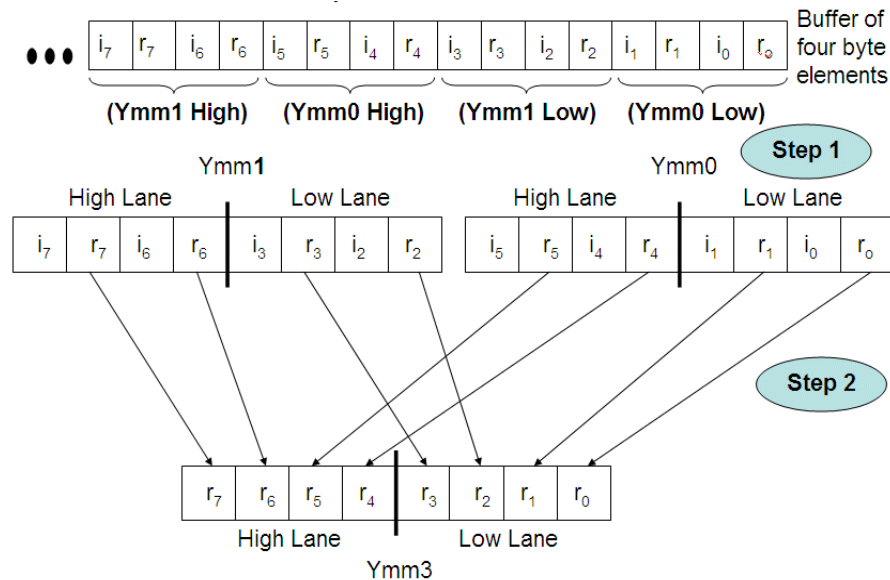 i₇ r₇ i₆ r₆ i₅ r₅ i₄ r₄ i₃ r₃ i₂ r₂ i₁ r₁ i₀ rₒ
Buffer of
four byte
elements
(Ymm1 High) (Ymm0 High) (Ymm1 Low) (Ymm0 Low)
Step 1
Ymm1 Ymm0
High Lane Low Lane High Lane Low Lane
i₇ r₇ i₆ r₆ i₃ r₃ i₂ r₂ i₅ r₅ i₄ r₄ i₁ r₁ i₀ rₒ
Step 2
r₇ r₆ r₅ r₄ r₃ r₂ r₁ r₀
High Lane Low Lane
Ymm3